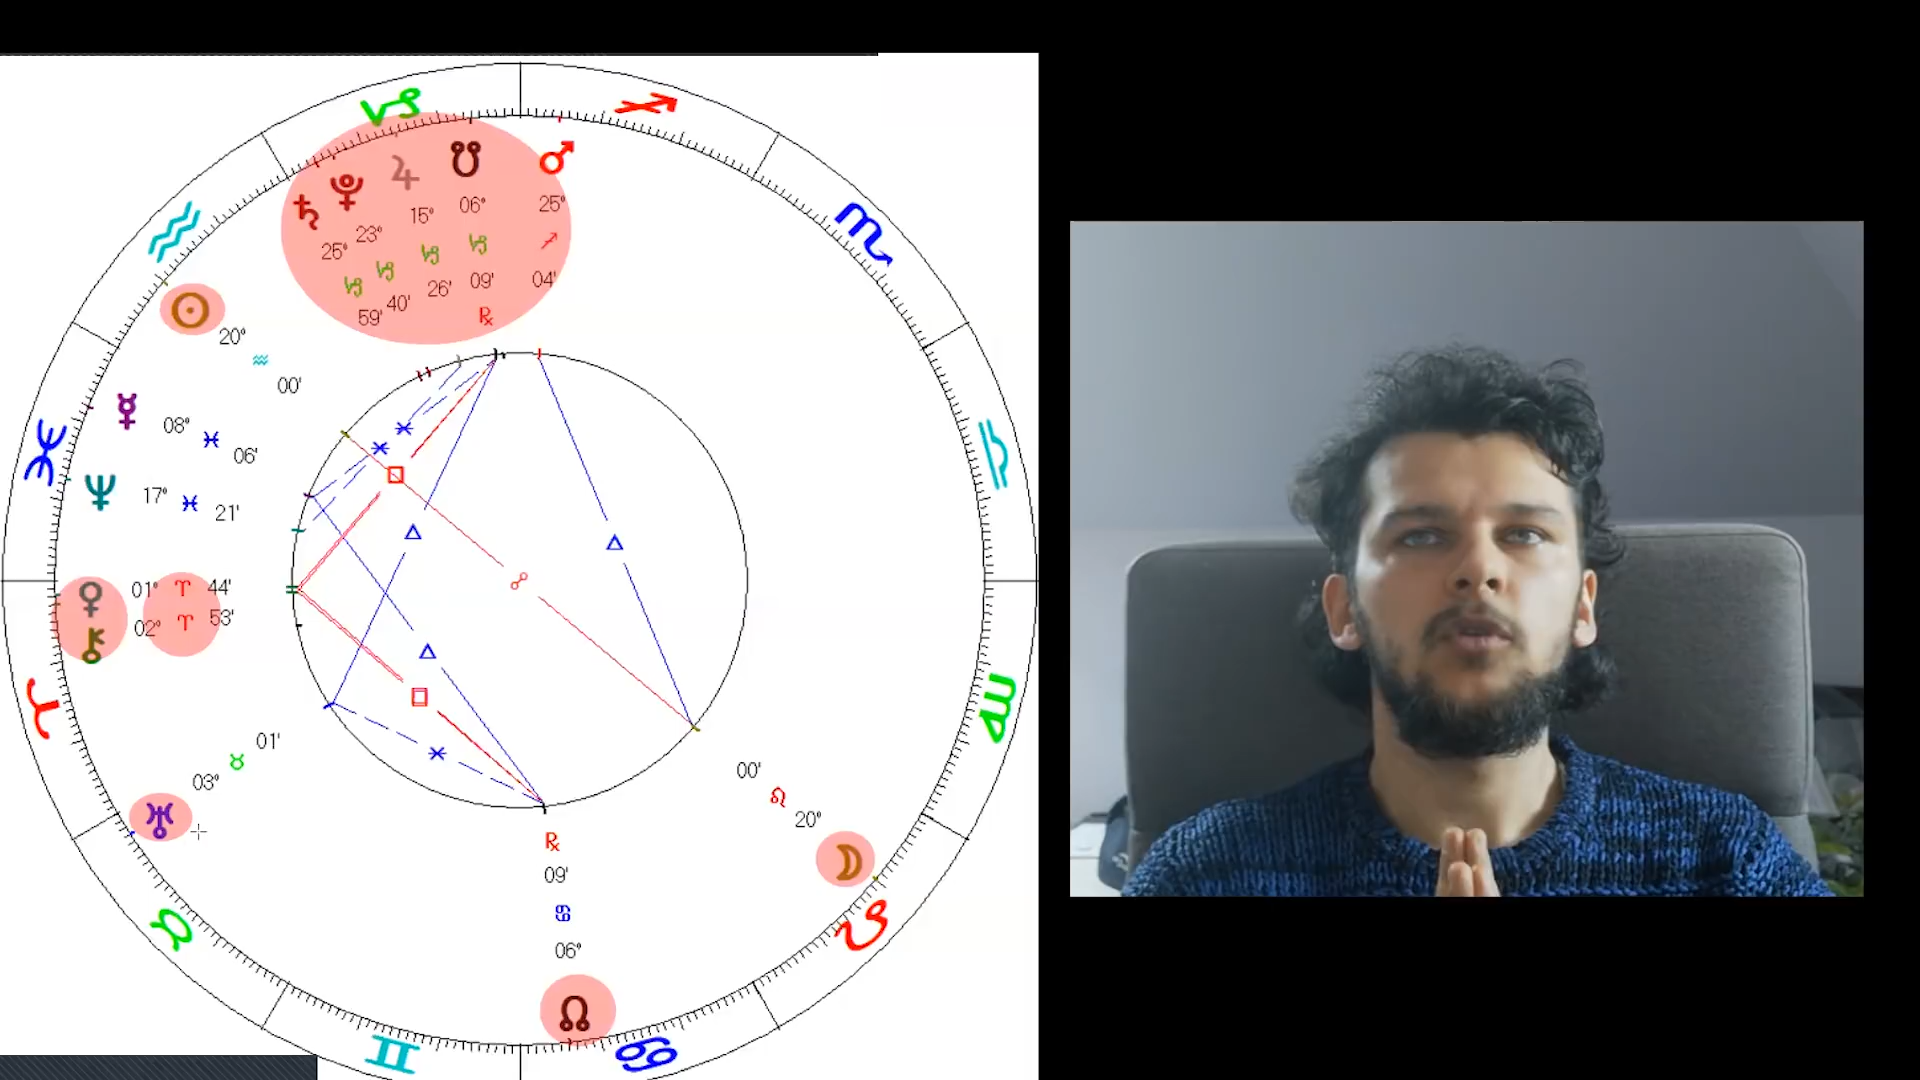 ♄ ♇ ♃ ☋ ♂
25° 23° 15° 06° 25°
♑ ♑ ♑ ♑ ♐
59' 40' 26' 09' 04'
℞
☉ 20° ♒ 00'
☿ 08° ♓ 06'
♆ 17° ♓ 21'
♀ 01° ♈ 44'
⚷ 02° ♈ 53'
♅ 03° ♉ 01'
00' ♌ 20° ☽
℞
09'
♋
06°
☊